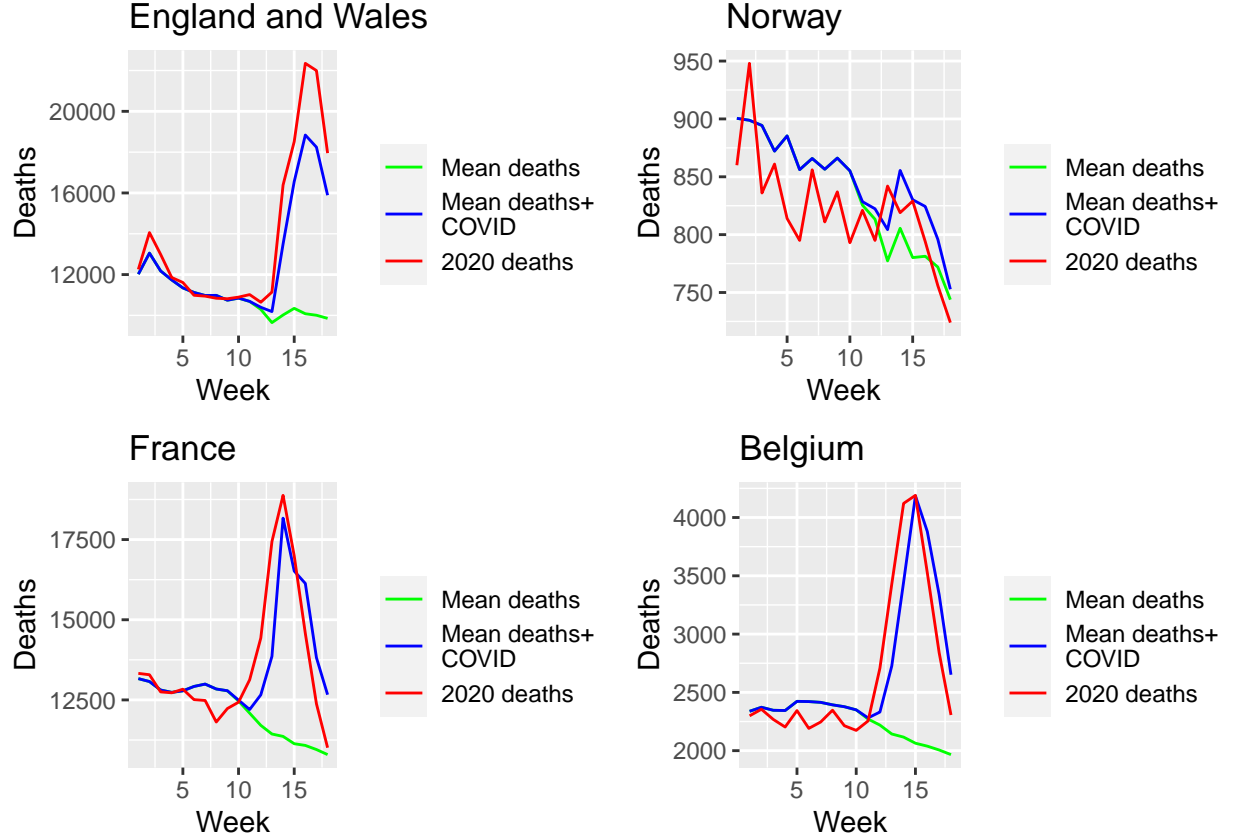 England and Wales
Deaths
20000
16000
12000
5 10 15
Week
Mean deaths
Mean deaths+
COVID
2020 deaths
Norway
Deaths
950
900
850
800
750
5 10 15
Week
Mean deaths
Mean deaths+
COVID
2020 deaths
France
Deaths
17500
15000
12500
5 10 15
Week
Mean deaths
Mean deaths+
COVID
2020 deaths
Belgium
Deaths
4000
3500
3000
2500
2000
5 10 15
Week
Mean deaths
Mean deaths+
COVID
2020 deaths